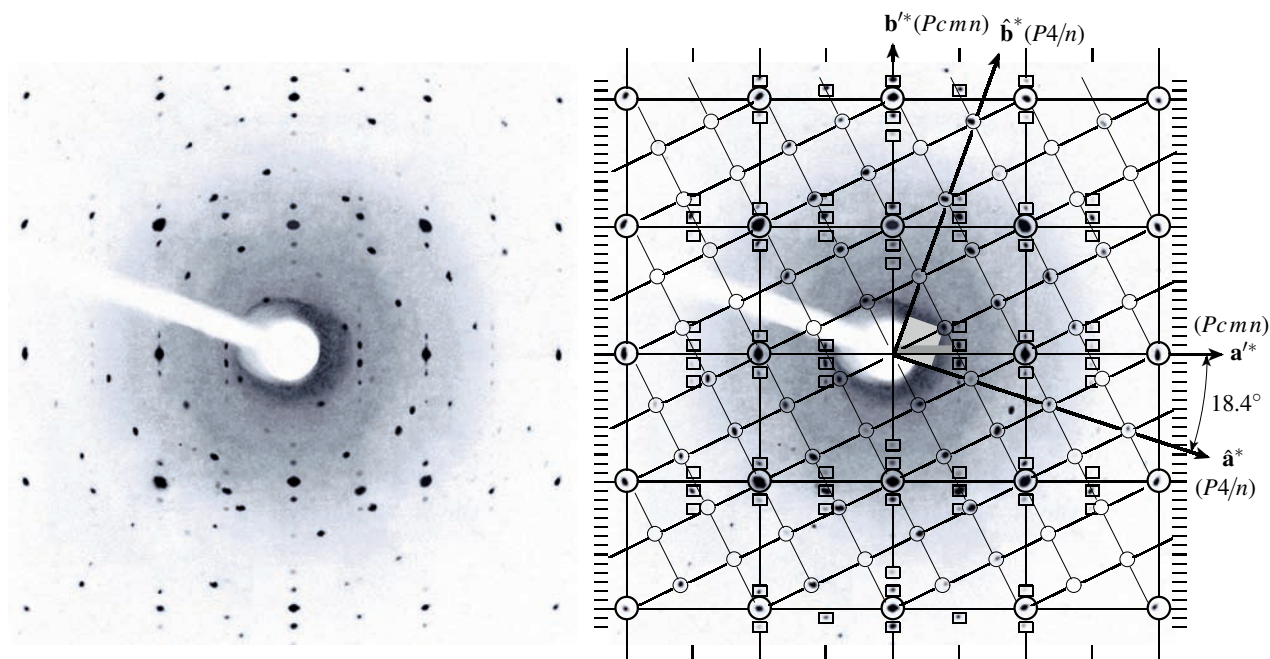 b′*(Pcmn)
b̂*(P4/n)
(Pcmn)
a′*
18.4°
â*
(P4/n)